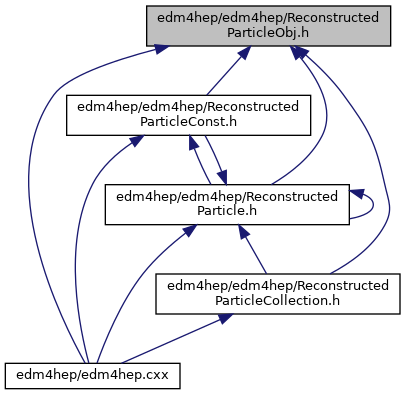 edm4hep/edm4hep/Reconstructed
ParticleObj.h
edm4hep/edm4hep/Reconstructed
ParticleConst.h
edm4hep/edm4hep/Reconstructed
Particle.h
edm4hep/edm4hep/Reconstructed
ParticleCollection.h
edm4hep/edm4hep.cxx